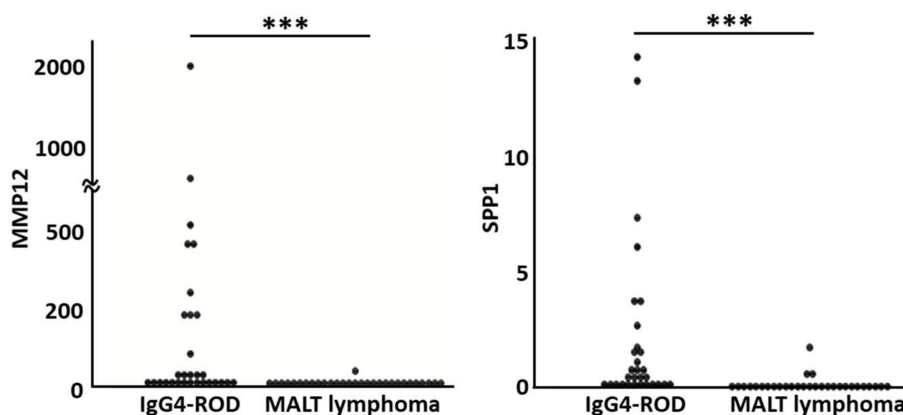 ***
2000
1000
500
200
0
MMP12
IgG4-ROD MALT lymphoma
***
15
10
5
0
SPP1
IgG4-ROD MALT lymphoma